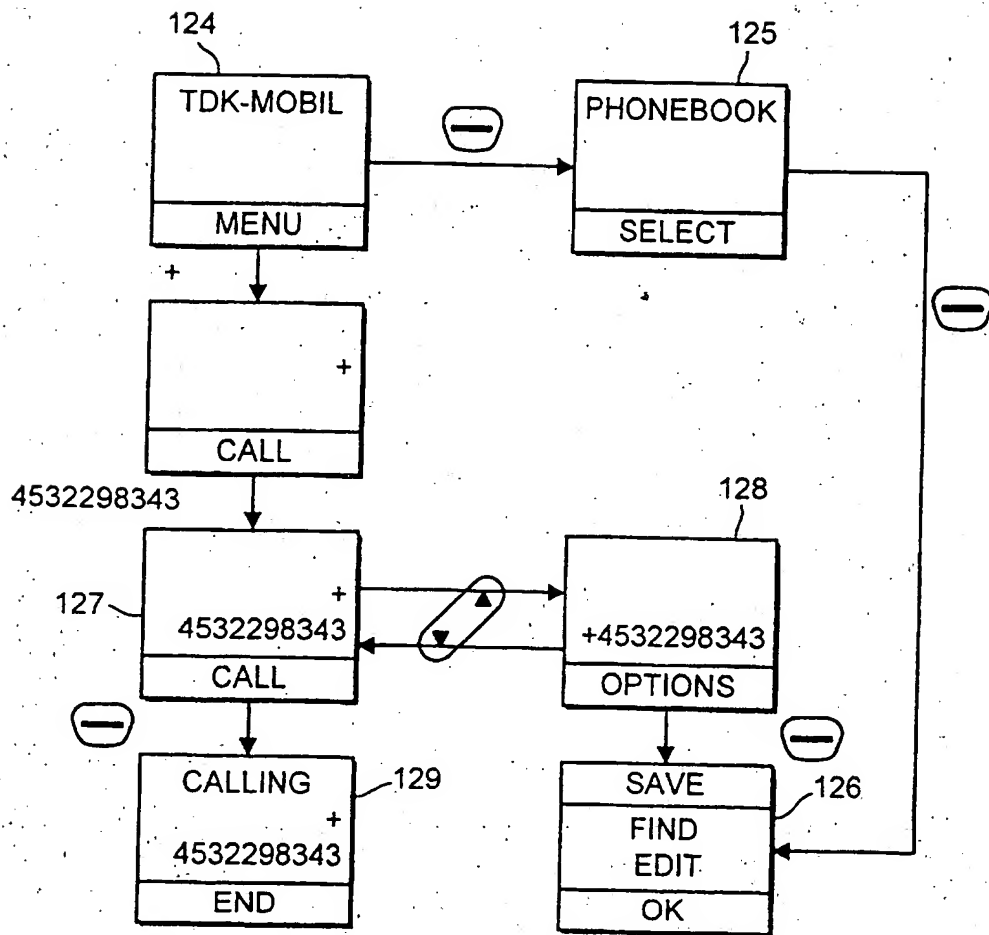 124
TDK-MOBIL
MENU
125
PHONEBOOK
SELECT
+
+
CALL
4532298343
127
+
4532298343
CALL
128
+4532298343
OPTIONS
129
CALLING
+
4532298343
END
126
SAVE
FIND
EDIT
OK